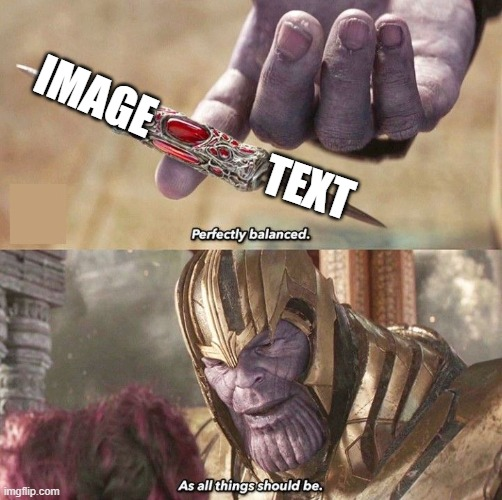 IMAGE
TEXT
Perfectly balanced.
As all things should be.
imgflip.com